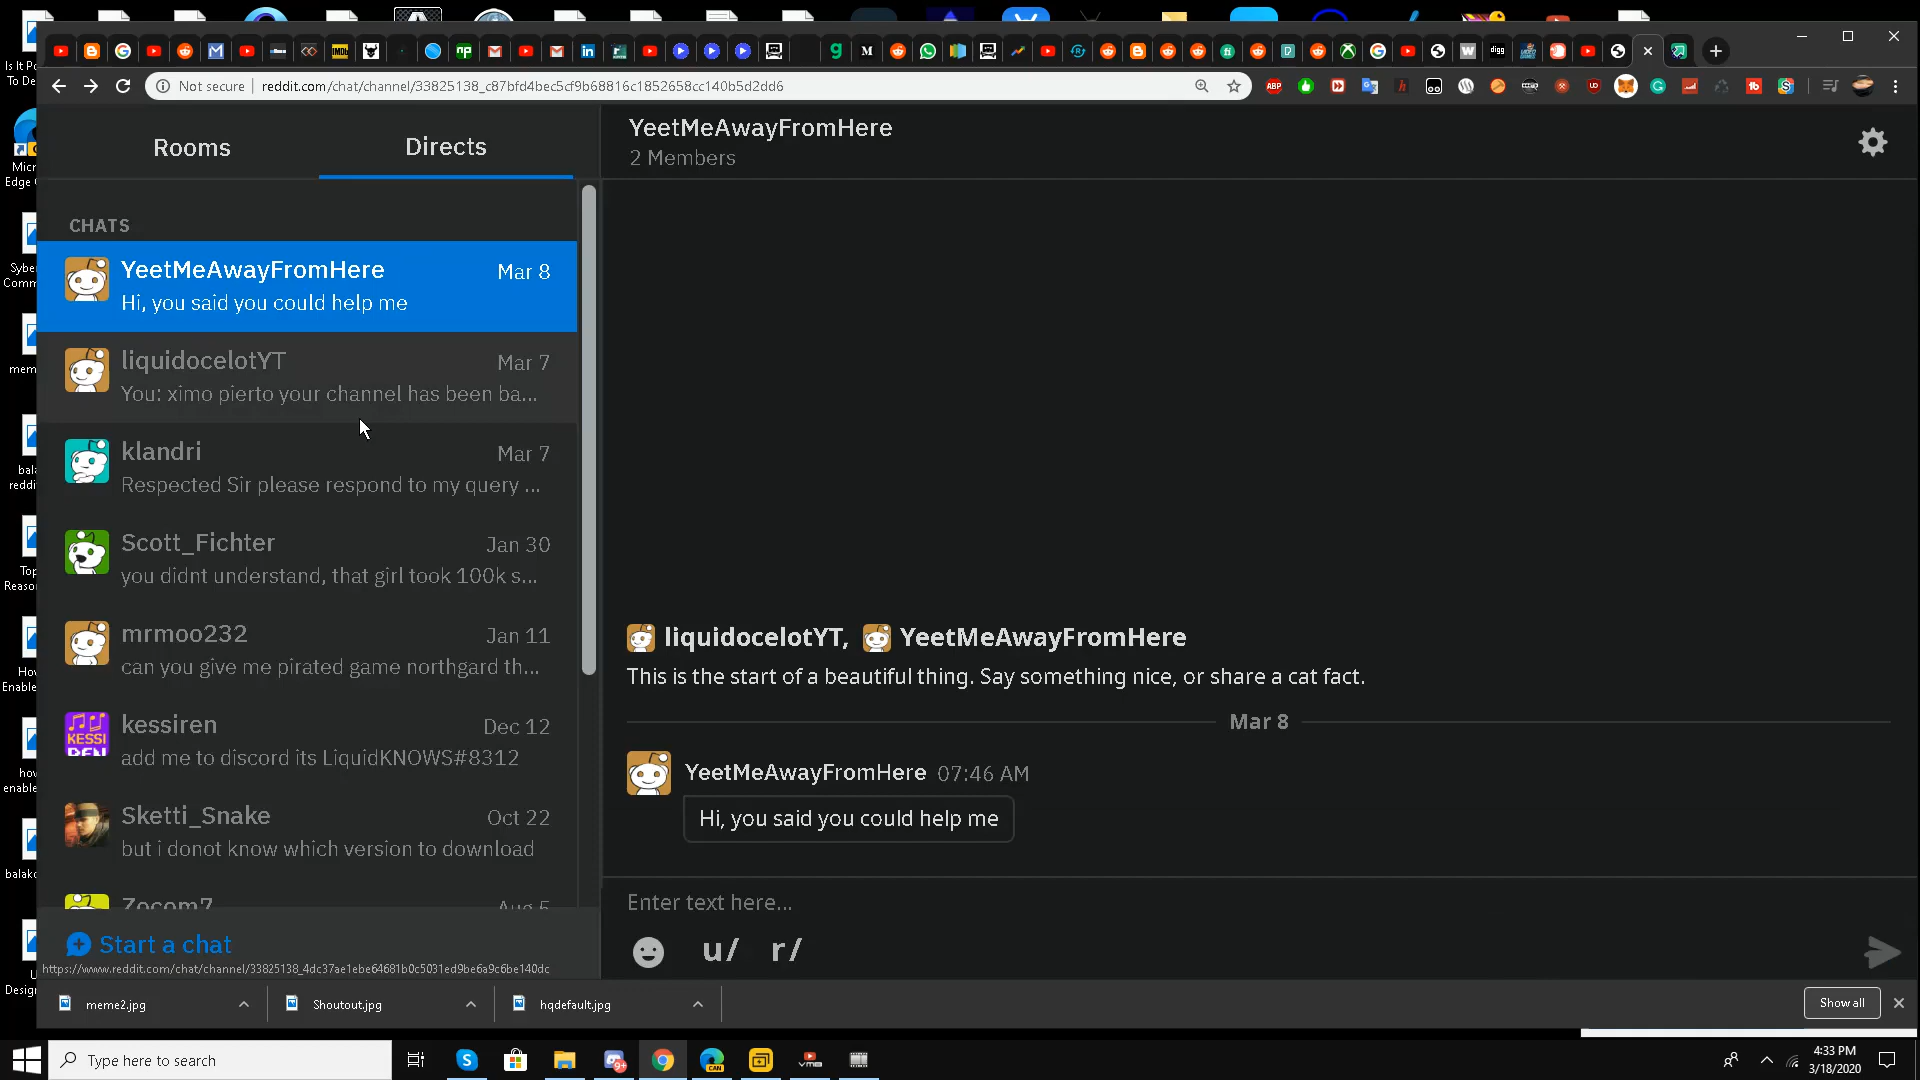 Not secure
reddit.com/chat/channel/33825138_c87bfd4bec5cf9b68816c1852658cc140b5d2dd6
Rooms
Directs
YeetMeAwayFromHere
2 Members
CHATS
YeetMeAwayFromHere
Mar 8
Hi, you said you could help me
liquidocelotYT
Mar 7
You: ximo pierto your channel has been ba...
klandri
Mar 7
Respected Sir please respond to my query ...
Scott_Fichter
Jan 30
you didnt understand, that girl took 100k s...
mrmoo232
Jan 11
can you give me pirated game northgard th...
kessiren
Dec 12
add me to discord its LiquidKNOWS#8312
Sketti_Snake
Oct 22
but i donot know which version to download
Zocom7
Aug 5
Start a chat
https://www.reddit.com/chat/channel/33825138_4dc37ae1ebe64681b0c5031ed9be6a9c6be140dc
liquidocelotYT, YeetMeAwayFromHere
This is the start of a beautiful thing. Say something nice, or share a cat fact.
Mar 8
YeetMeAwayFromHere 07:46 AM
Hi, you said you could help me
Enter text here...
u/ r/
meme2.jpg
Shoutout.jpg
hqdefault.jpg
Show all
Type here to search
4:33 PM
3/18/2020